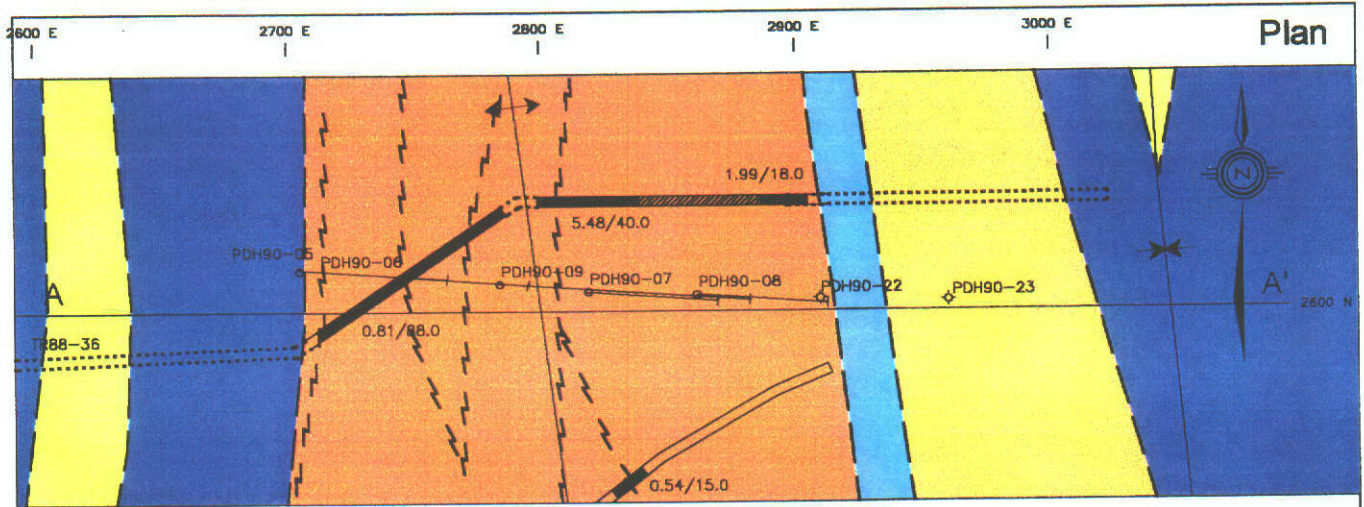 2600 E 2700 E 2800 E 2900 E 3000 E Plan
1.99/18.0
N
5.48/40.0
PDH90-05 PDH90-06 PDH90-09 PDH90-07 PDH90-08 PDH90-22 PDH90-23
A A'
2600 N
0.81/88.0
TR88-36
0.54/15.0